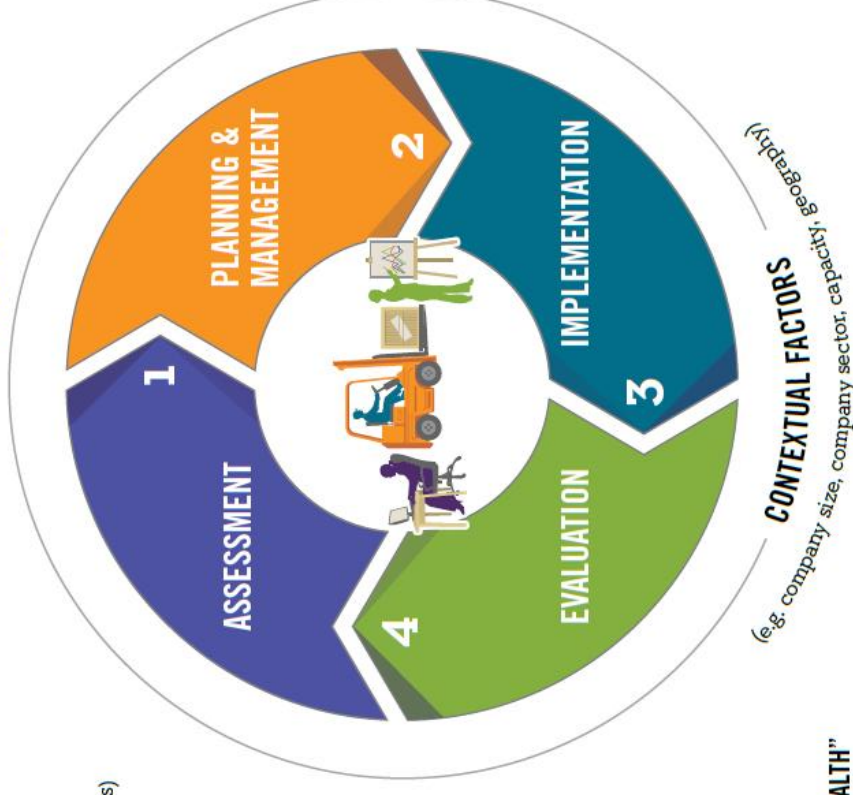 ASSESSMENT
1
PLANNING &
MANAGEMENT
2
IMPLEMENTATION
3
EVALUATION
4
CONTEXTUAL FACTORS
(e.g. company size, company sector, capacity, geography)
s)
ALTH”